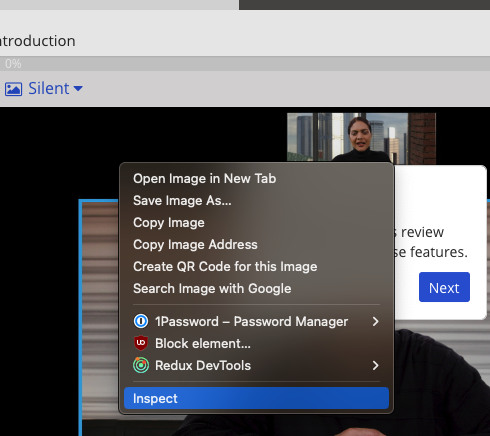 ntroduction
0%
Silent
Open Image in New Tab
Save Image As...
Copy Image
Copy Image Address
s review
Create QR Code for this Image
se features.
Search Image with Google
Next
1Password – Password Manager
Block element...
Redux DevTools
Inspect